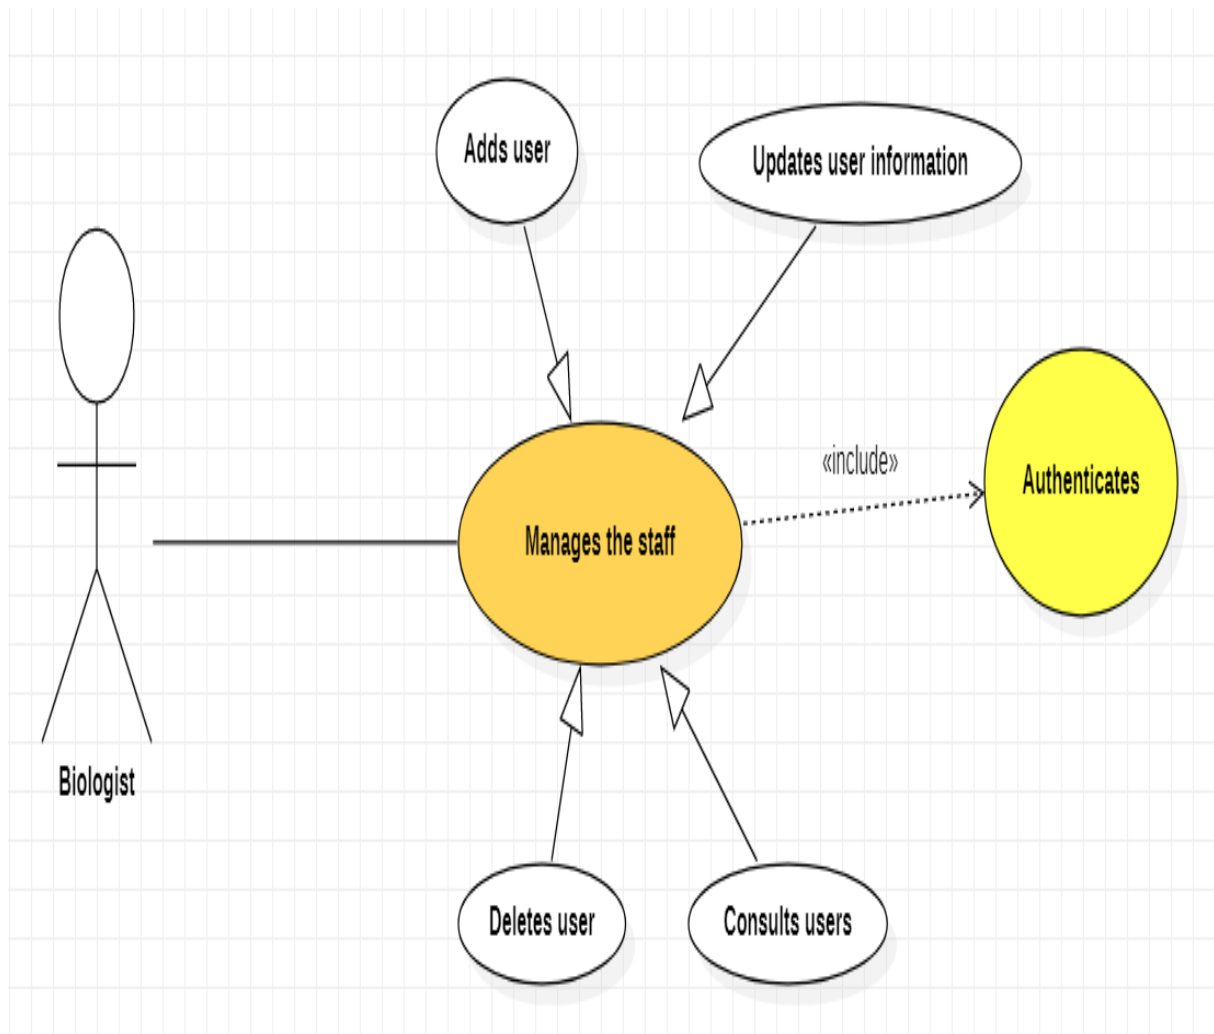 Adds user
Updates user information
«include»
Authenticates
Manages the staff
Biologist
Deletes user
Consults users